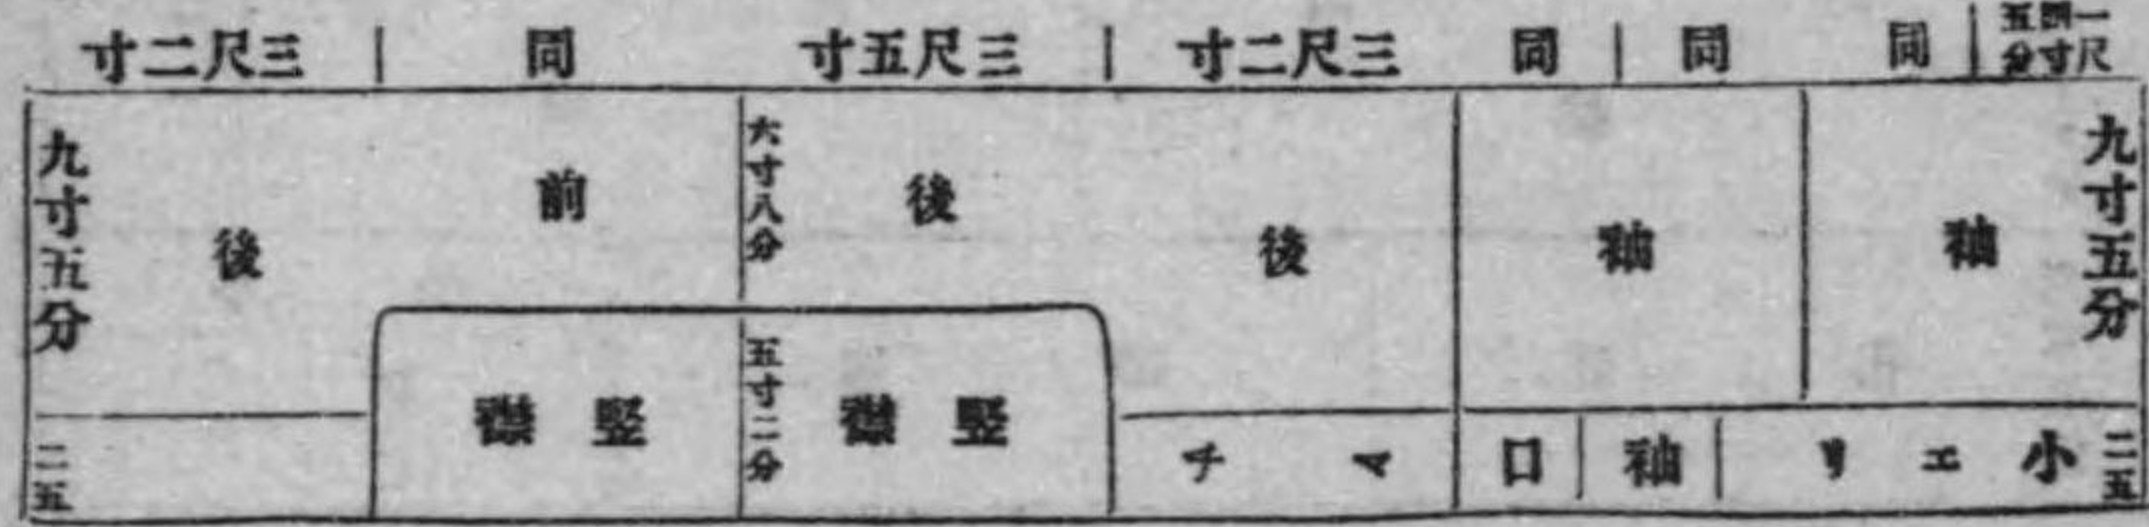 一尺寸五分 同 同 同 三尺二寸 三尺五寸 同 三尺二寸
九寸五分
袖
袖
後
後
六寸八分
前
後
九寸五分
二五
小エリ
袖口
マチ
竪襟
五寸二分
竪襟
二五